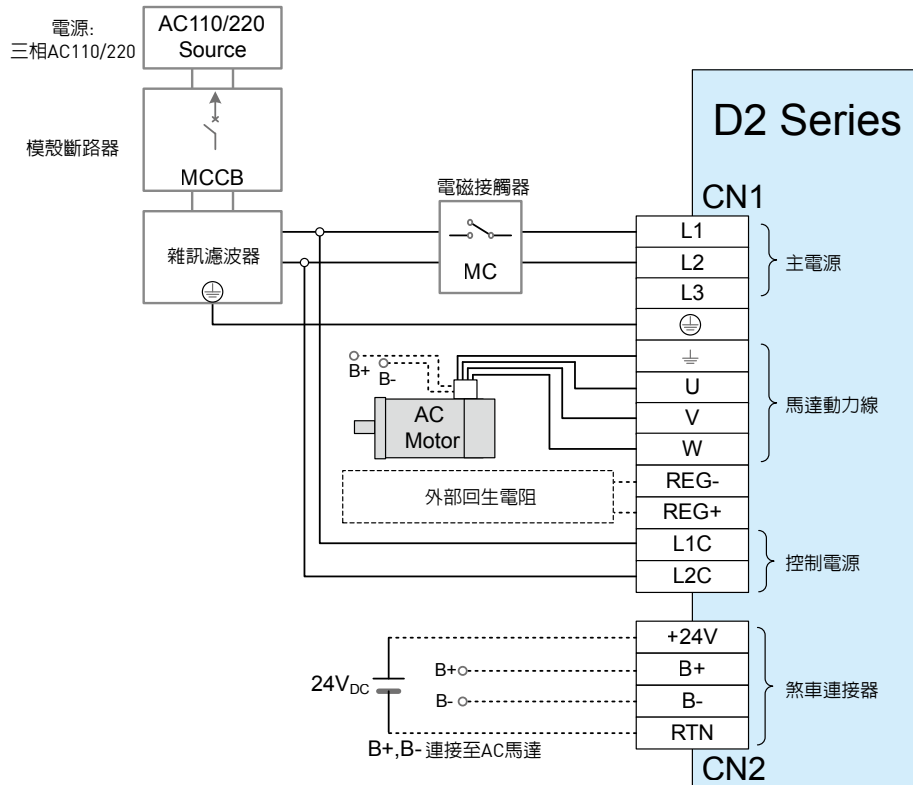 電源:
三相AC110/220
AC110/220
Source
模殼斷路器
MCCB
雜訊濾波器
電磁接觸器
MC
D2 Series
CN1
L1
L2
L3
主電源
U
V
W
馬達動力線
B+
B-
AC
Motor
外部回生電阻
REG-
REG+
L1C
L2C
控制電源
+24V
B+
B-
RTN
煞車連接器
24VDC
B+
B-
B+,B- 連接至AC馬達
CN2